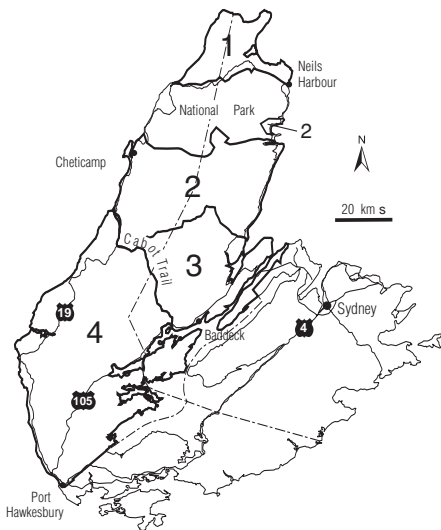 1
Neils
Harbour
National Park
2
N
Cheticamp
2
20 km s
Cabot Trail
3
19
Sydney
4
Baddeck
4
105
Port
Hawkesbury